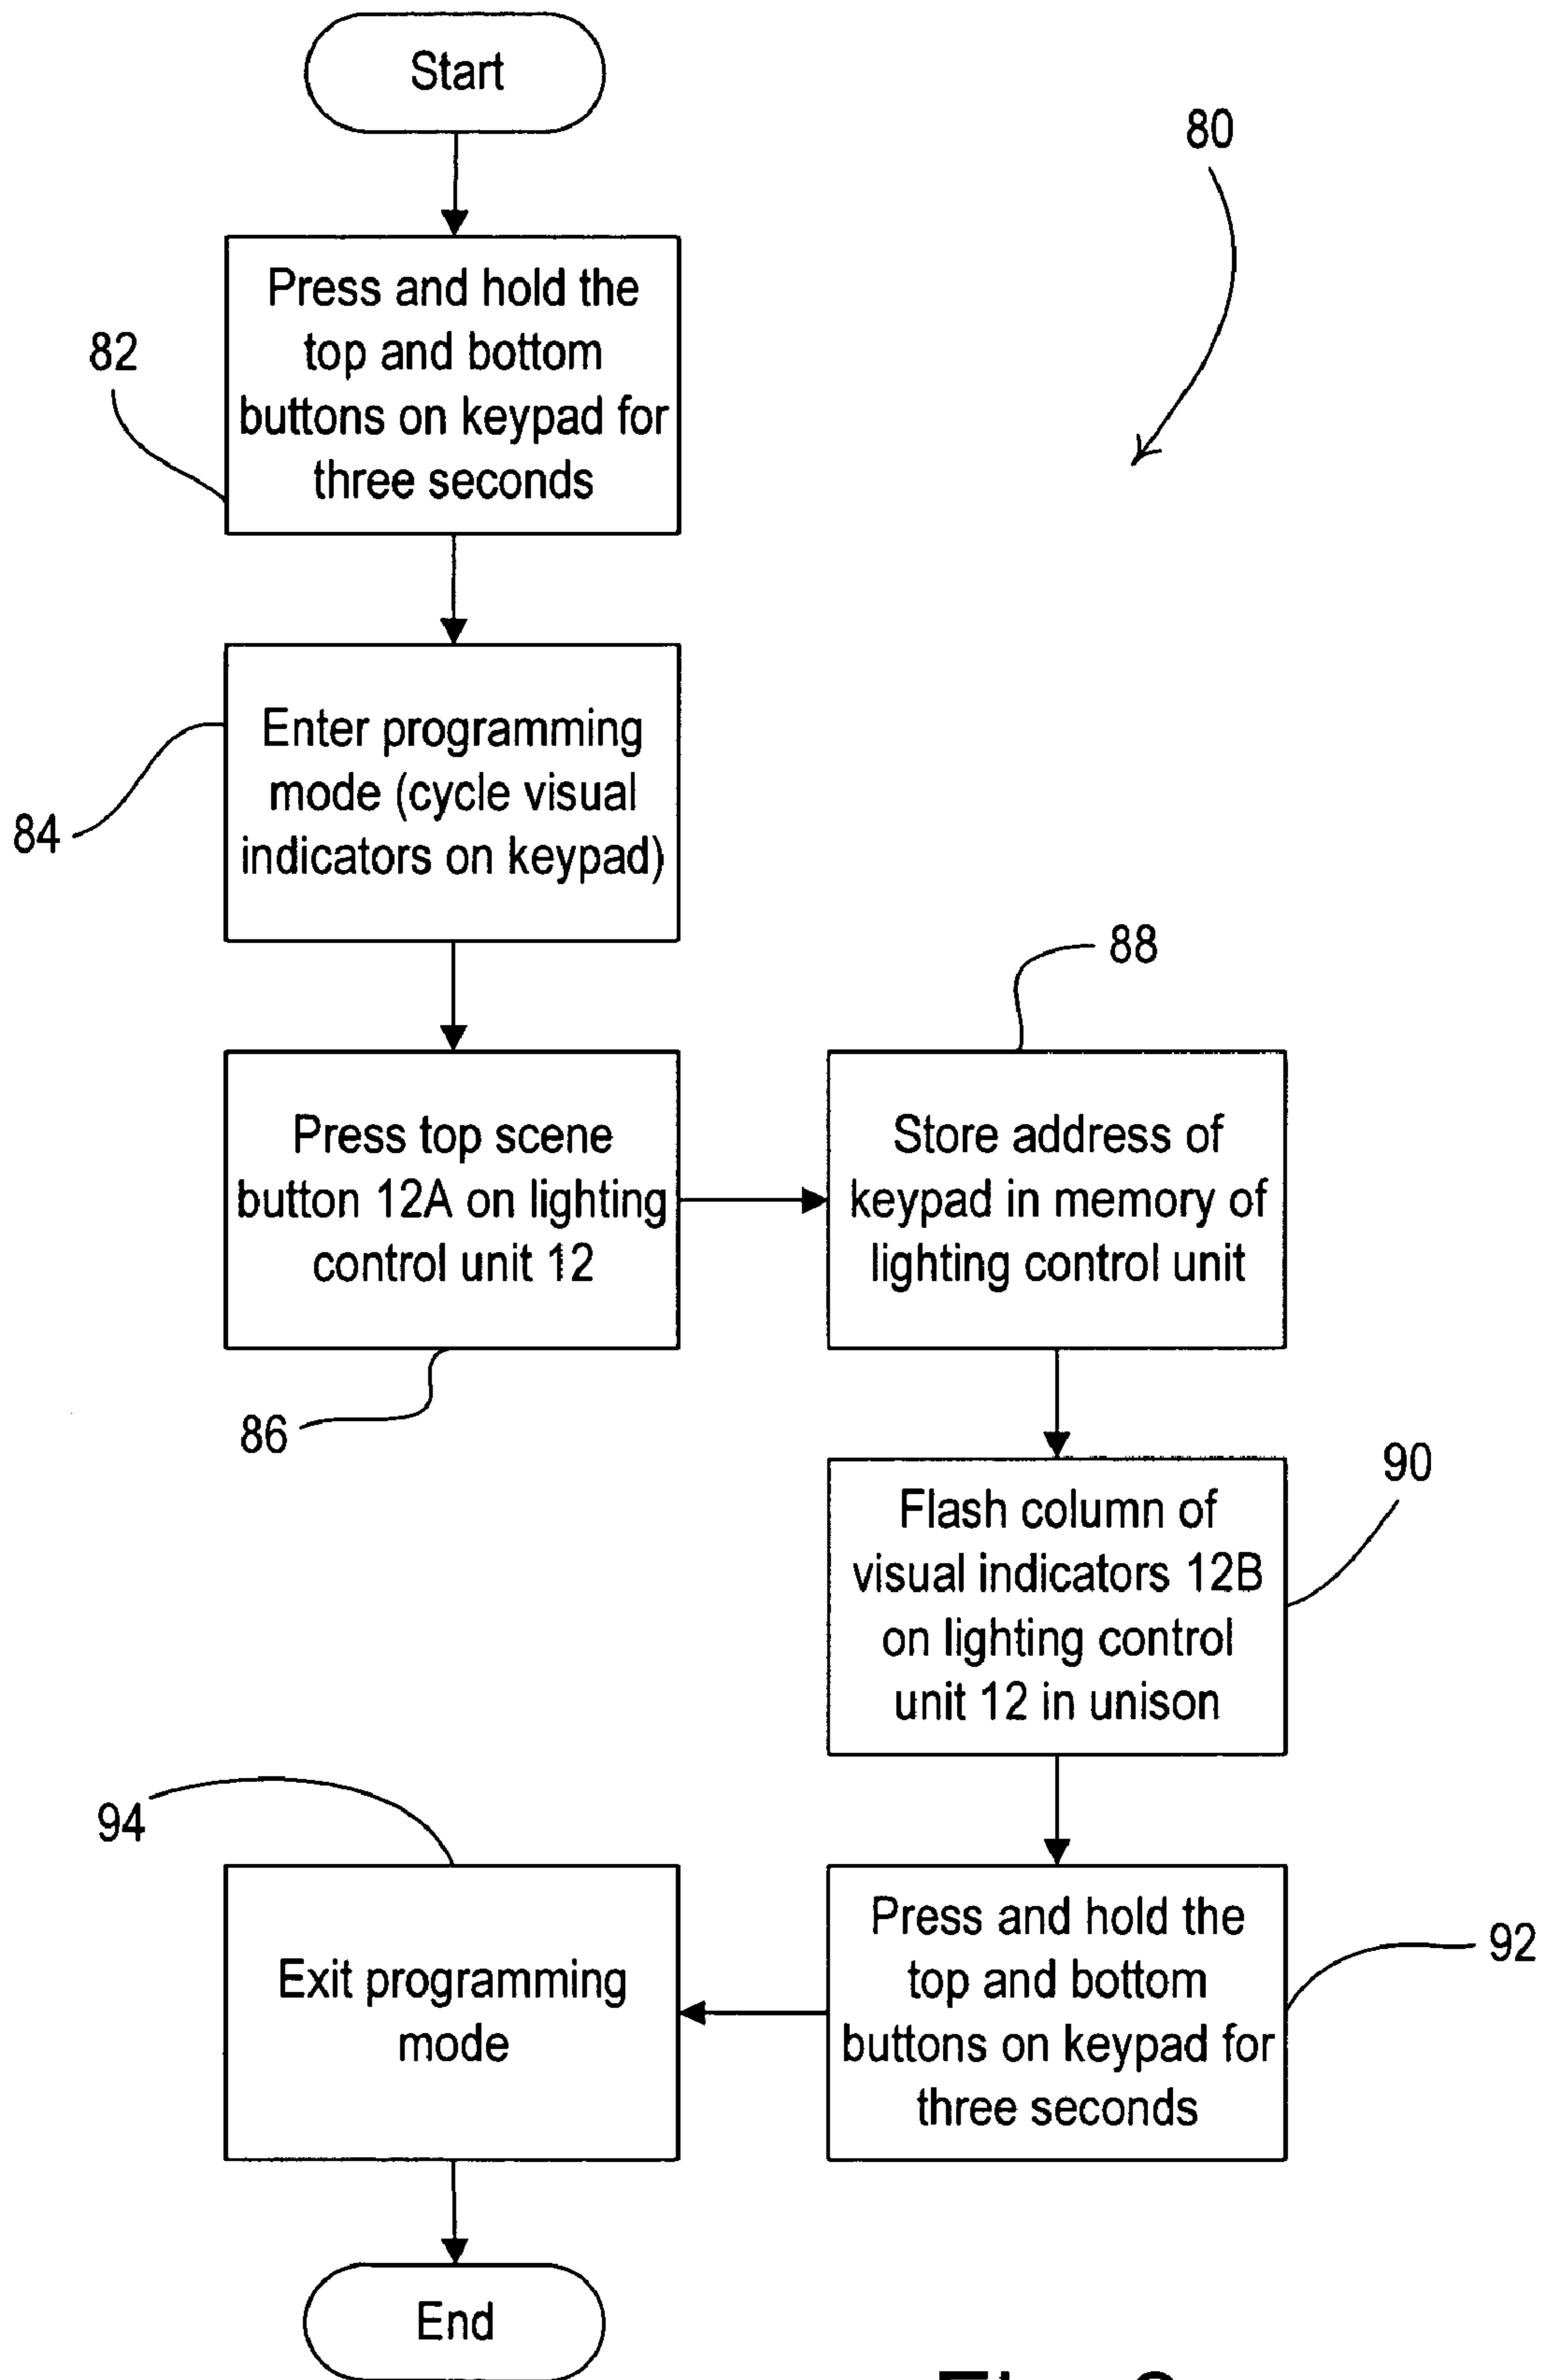 Start
80
82
Press and hold the
top and bottom
buttons on keypad for
three seconds
84
Enter programming
mode (cycle visual
indicators on keypad)
88
Press top scene
button 12A on lighting
control unit 12
86
Store address of
keypad in memory of
lighting control unit
90
Flash column of
visual indicators 12B
on lighting control
unit 12 in unison
92
Press and hold the
top and bottom
buttons on keypad for
three seconds
94
Exit programming
mode
End